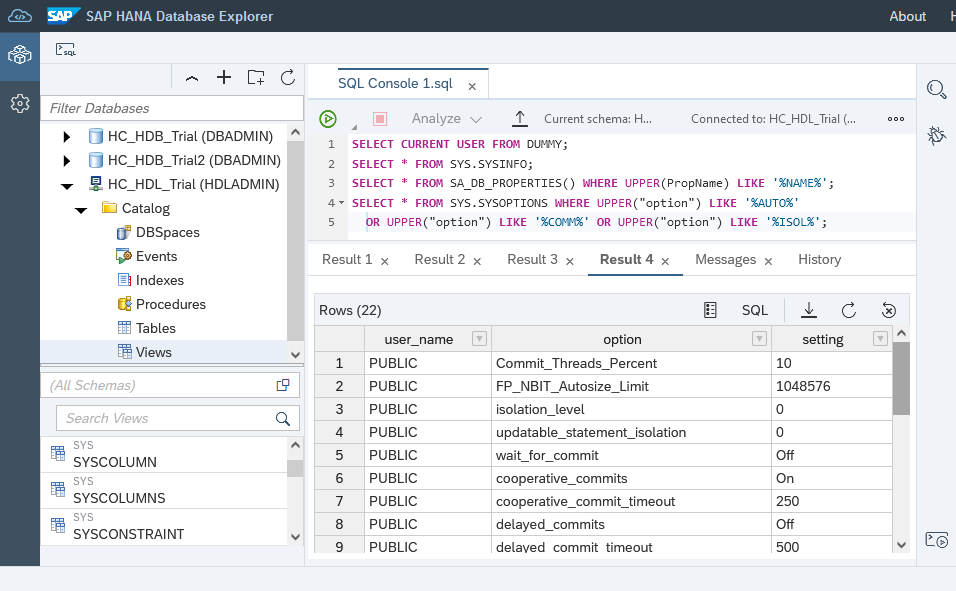 SAP SAP HANA Database Explorer
About
H
SQL
SQL Console 1.sql
Filter Databases
Analyze
Current schema: H...
Connected to: HC_HDL_Trial (...
HC_HDB_Trial (DBADMIN)
HC_HDB_Trial2 (DBADMIN)
HC_HDL_Trial (HDLADMIN)
Catalog
DBSpaces
Events
Indexes
Procedures
Tables
Views
1 SELECT CURRENT USER FROM DUMMY;
2 SELECT * FROM SYS.SYSINFO;
3 SELECT * FROM SA_DB_PROPERTIES() WHERE UPPER(PropName) LIKE '%NAME%';
4 SELECT * FROM SYS.SYSOPTIONS WHERE UPPER("option") LIKE '%AUTO%'
5 OR UPPER("option") LIKE '%COMM%' OR UPPER("option") LIKE '%ISOL%';
Result 1 Result 2 Result 3 Result 4 Messages History
Rows (22)
SQL
user_name option setting
1 PUBLIC Commit_Threads_Percent 10
2 PUBLIC FP_NBIT_Autosize_Limit 1048576
3 PUBLIC isolation_level 0
4 PUBLIC updatable_statement_isolation 0
5 PUBLIC wait_for_commit Off
6 PUBLIC cooperative_commits On
7 PUBLIC cooperative_commit_timeout 250
8 PUBLIC delayed_commits Off
9 PUBLIC delayed_commit_timeout 500
(All Schemas)
Search Views
SYS
SYSCOLUMN
SYS
SYSCOLUMNS
SYS
SYSCONSTRAINT